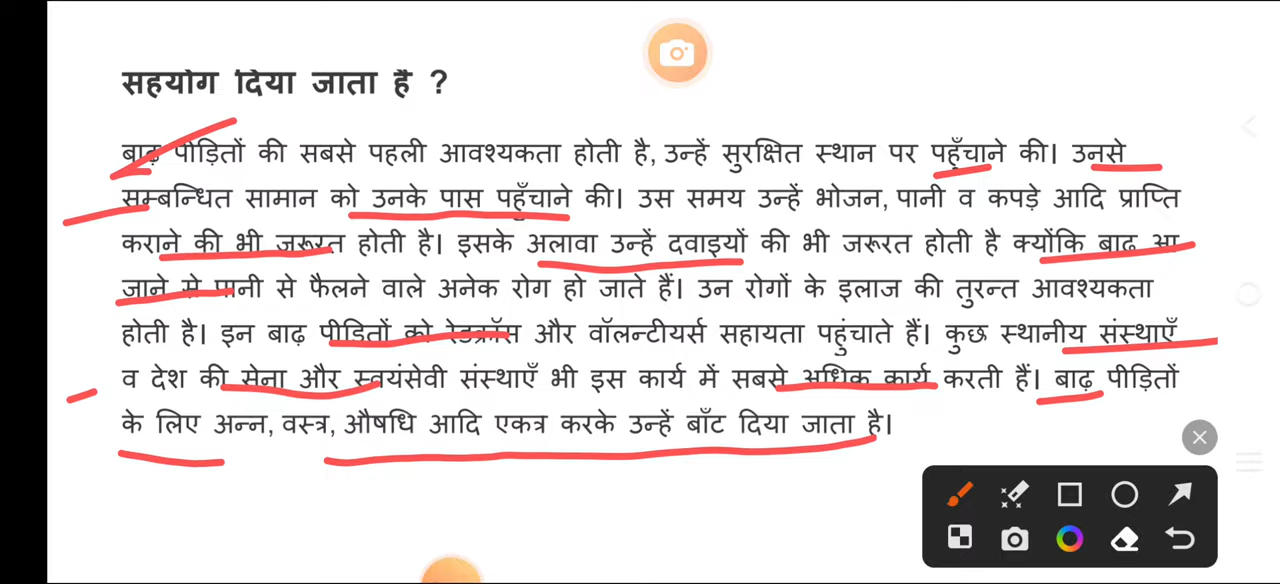 सहयोग दिया जाता है ?
बाढ़ पीड़ितों की सबसे पहली आवश्यकता होती है, उन्हें सुरक्षित स्थान पर पहुँचाने की। उनसे
सम्बन्धित सामान को उनके पास पहुँचाने की। उस समय उन्हें भोजन, पानी व कपड़े आदि प्राप्ति
कराने की भी जरूरत होती है। इसके अलावा उन्हें दवाइयों की भी जरूरत होती है क्योंकि बाढ़ आ
जाने से पानी से फैलने वाले अनेक रोग हो जाते हैं। उन रोगों के इलाज की तुरन्त आवश्यकता
होती है। इन बाढ़ पीड़ितों को रेडक्रॉस और वॉलन्टीयर्स सहायता पहुंचाते हैं। कुछ स्थानीय संस्थाएँ
व देश की सेना और स्वयंसेवी संस्थाएँ भी इस कार्य में सबसे अधिक कार्य करती हैं। बाढ़ पीड़ितों
के लिए अन्न, वस्त्र, औषधि आदि एकत्र करके उन्हें बाँट दिया जाता है।